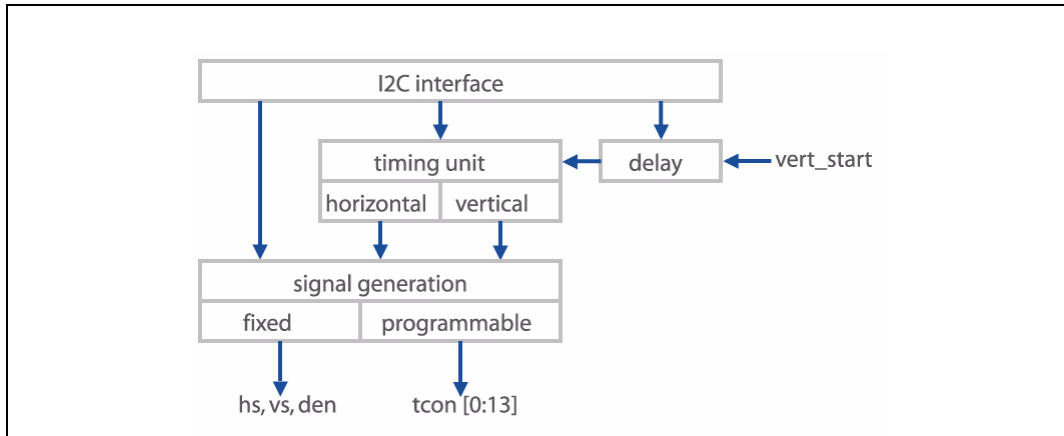 I2C interface
timing unit
delay
vert_start
horizontal
vertical
signal generation
fixed
programmable
hs, vs, den
tcon [0:13]